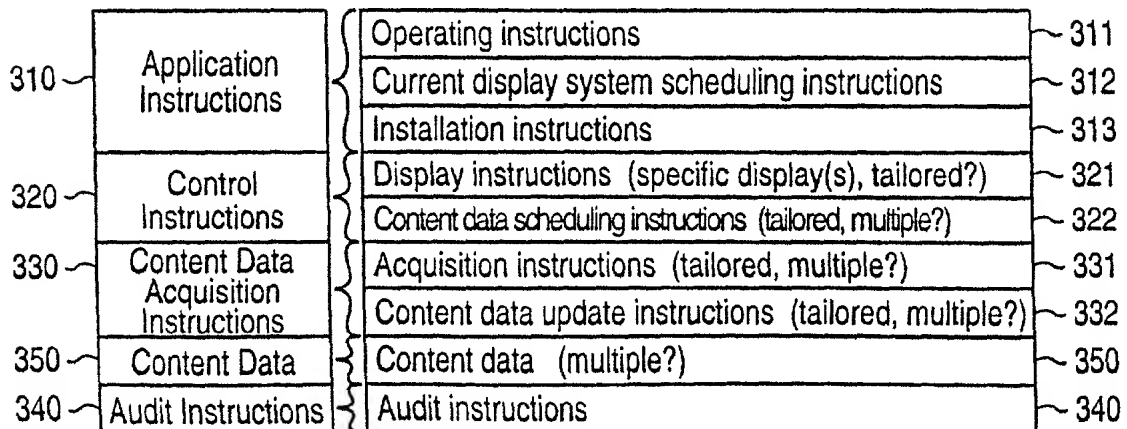 310
Application
Instructions
Operating instructions
311
Current display system scheduling instructions
312
Installation instructions
313
320
Control
Instructions
Display instructions (specific display(s), tailored?)
321
Content data scheduling instructions (tailored, multiple?)
322
330
Content Data
Acquisition
Instructions
Acquisition instructions (tailored, multiple?)
331
Content data update instructions (tailored, multiple?)
332
350
Content Data
Content data (multiple?)
350
340
Audit Instructions
Audit instructions
340